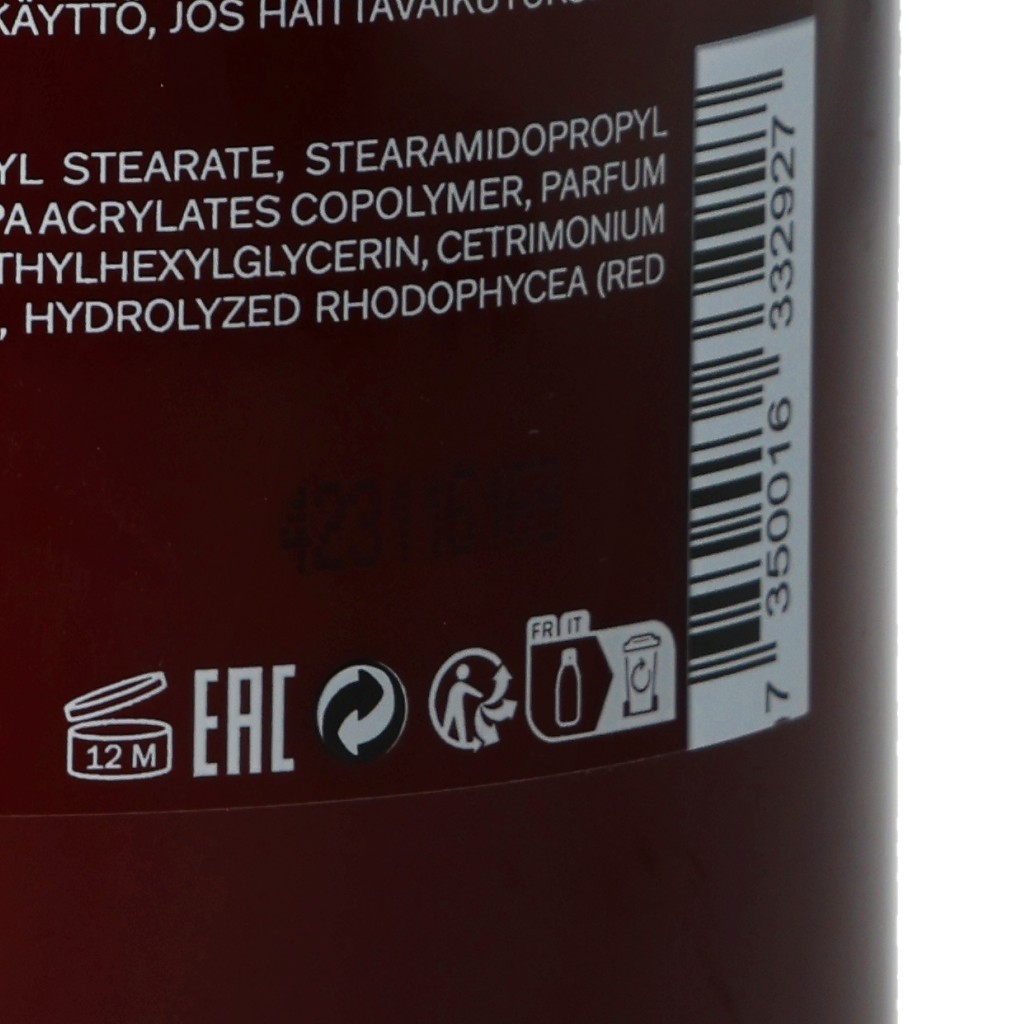 KÄYTTÖ, JOS
YL STEARATE, STEARAMIDOPROPYL
PA ACRYLATES COPOLYMER, PARFUM
THYLHEXYLGLYCERIN, CETRIMONIUM
, HYDROLYZED RHODOPHYCEA (RED
FR IT
12 M
EAC
7 350016 332927